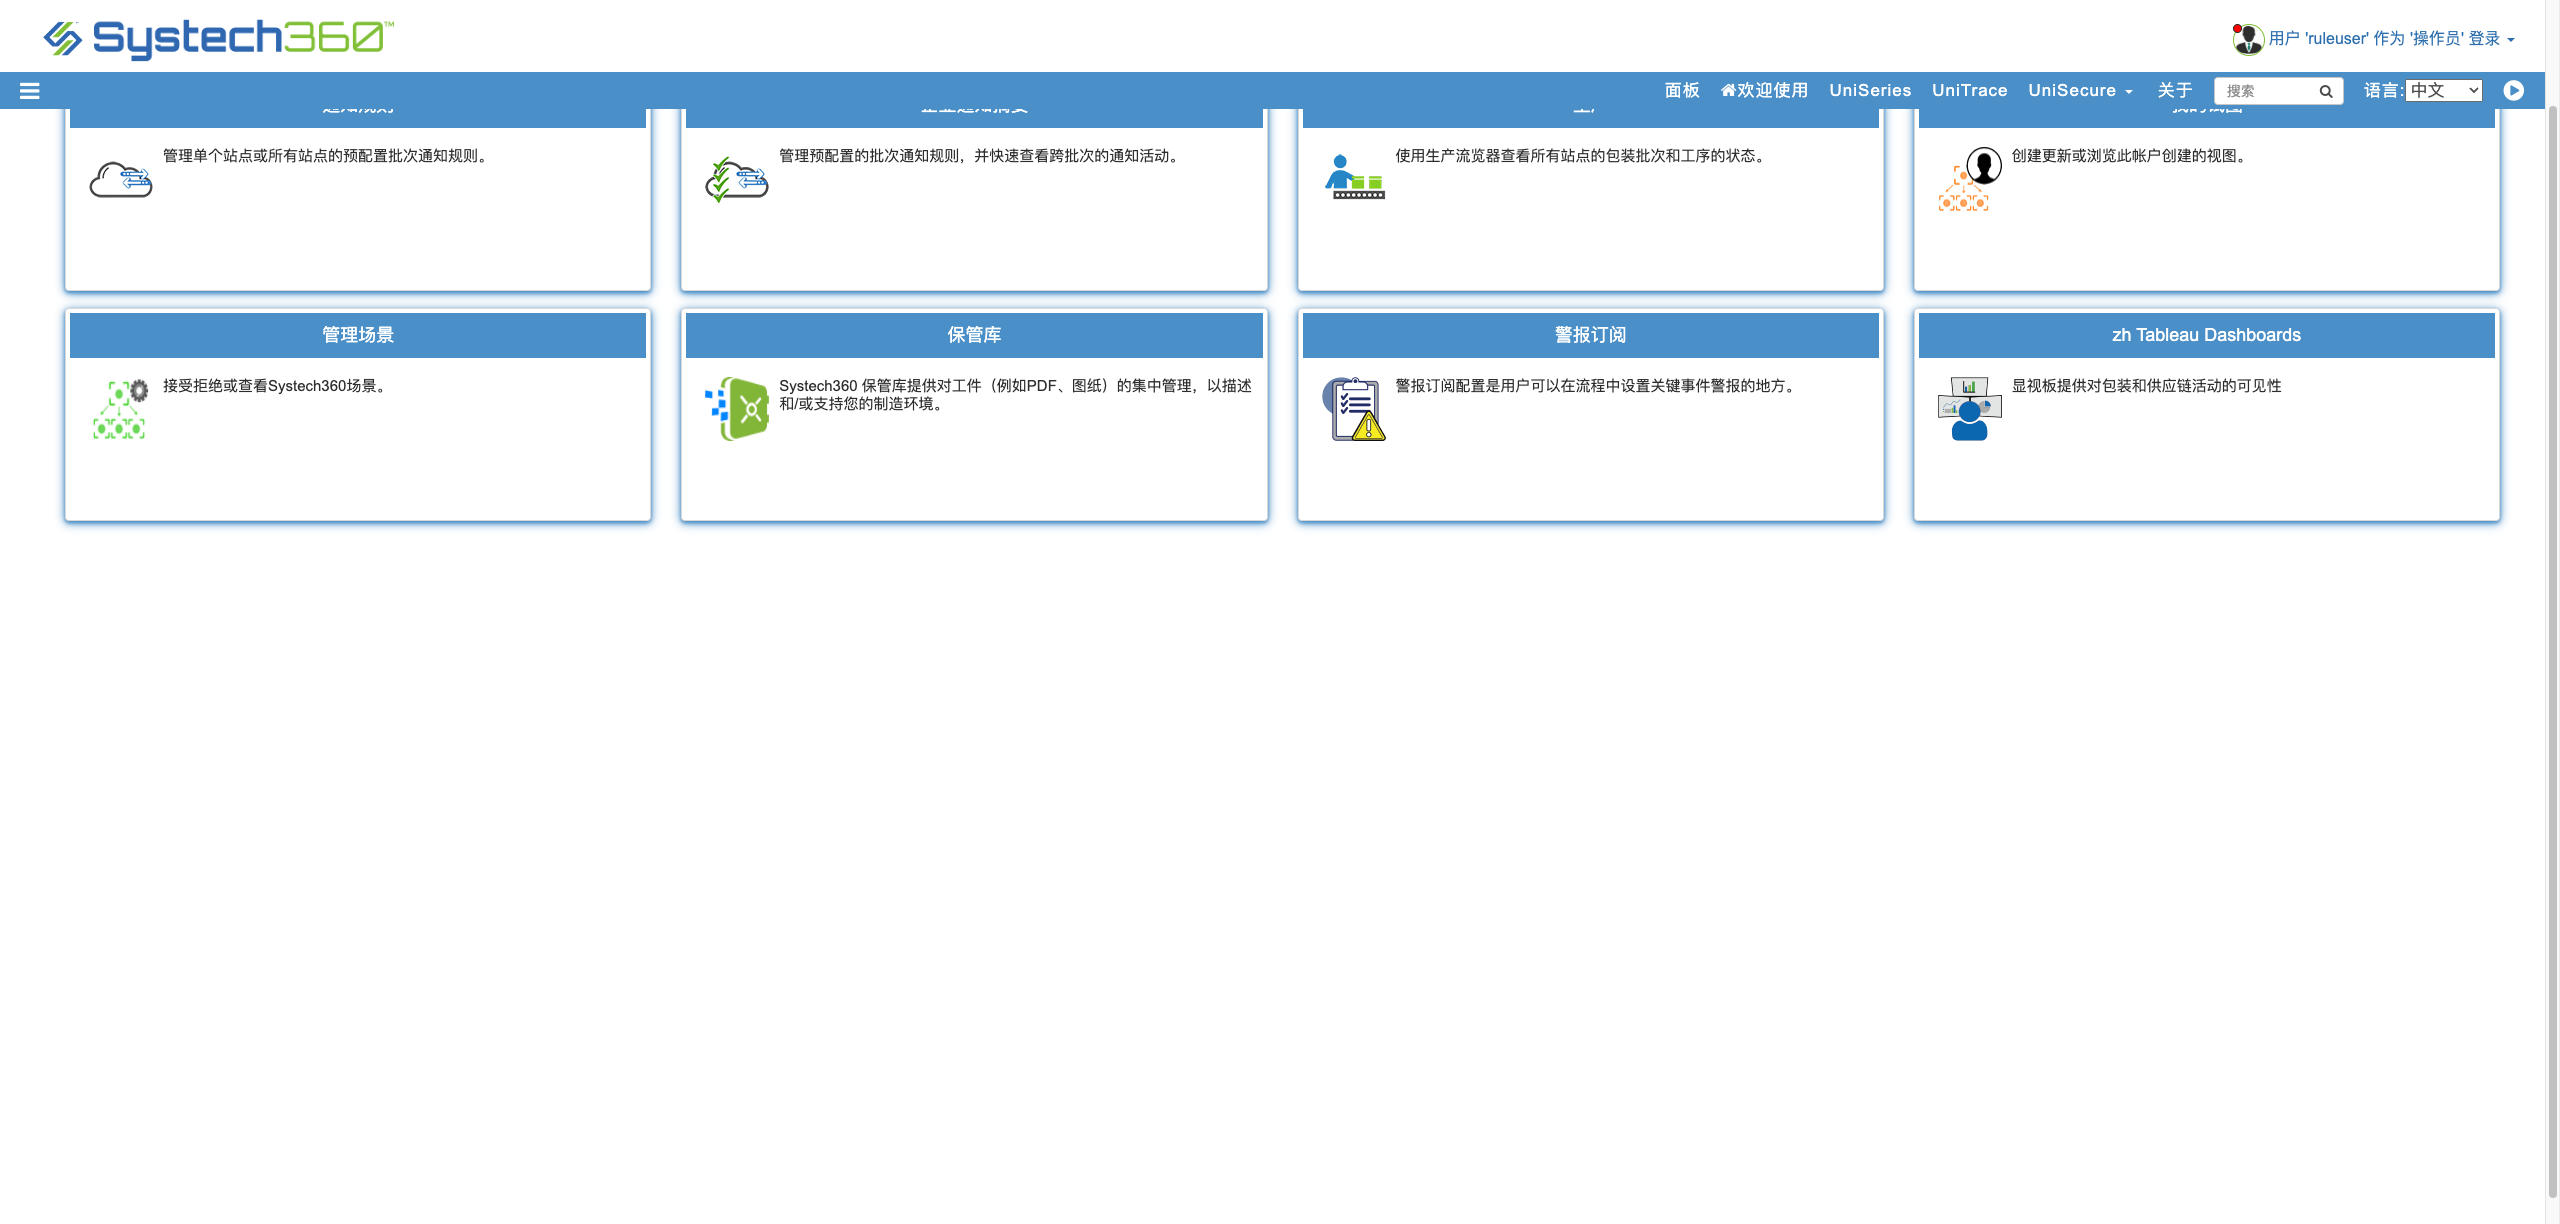 Systech360™
用户 'ruleuser' 作为 '操作员' 登录
面板 欢迎使用 UniSeries UniTrace UniSecure 关于 搜索 语言: 中文
管理单个站点或所有站点的预配置批次通知规则。
管理预配置的批次通知规则，并快速查看跨批次的通知活动。
使用生产流览器查看所有站点的包装批次和工序的状态。
创建更新或浏览此帐户创建的视图。
管理场景
接受拒绝或查看Systech360场景。
保管库
Systech360 保管库提供对工件（例如PDF、图纸）的集中管理，以描述
和/或支持您的制造环境。
警报订阅
警报订阅配置是用户可以在流程中设置关键事件警报的地方。
zh Tableau Dashboards
显视板提供对包装和供应链活动的可见性